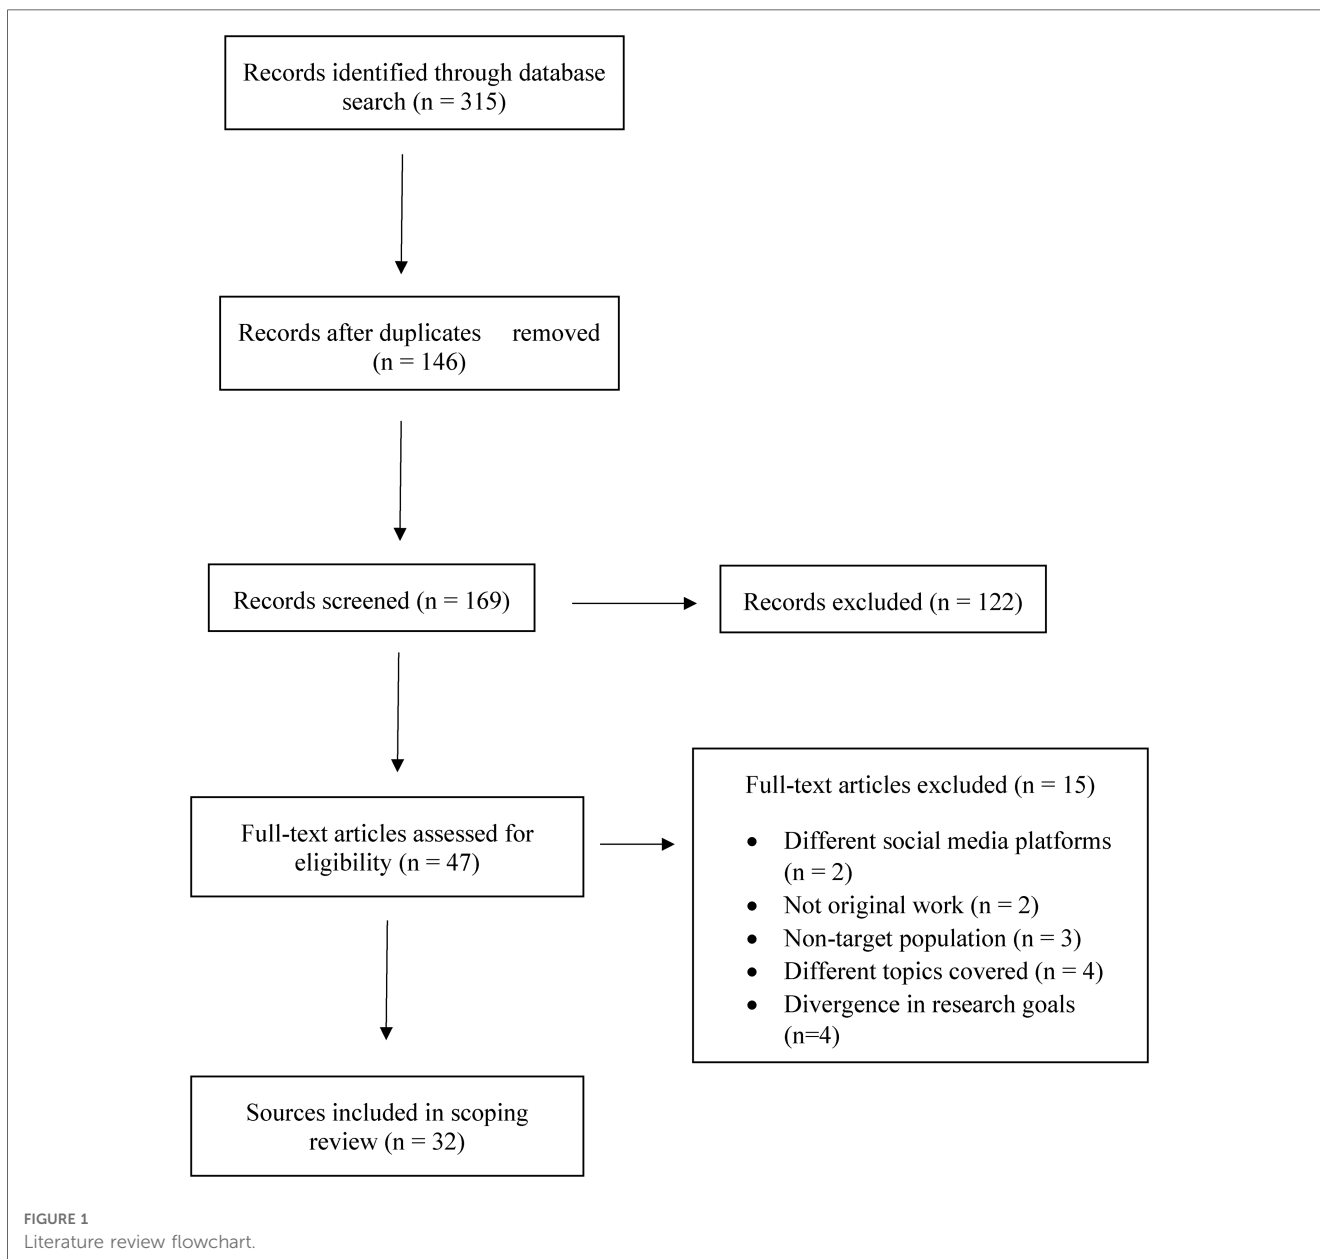 Records identified through database
search (n = 315)
Records after duplicates removed
(n = 146)
Records screened (n = 169)
Records excluded (n = 122)
Full-text articles assessed for
eligibility (n = 47)
Full-text articles excluded (n = 15)
• Different social media platforms
(n = 2)
• Not original work (n = 2)
• Non-target population (n = 3)
• Different topics covered (n = 4)
• Divergence in research goals
(n=4)
Sources included in scoping
review (n = 32)
FIGURE 1
Literature review flowchart.